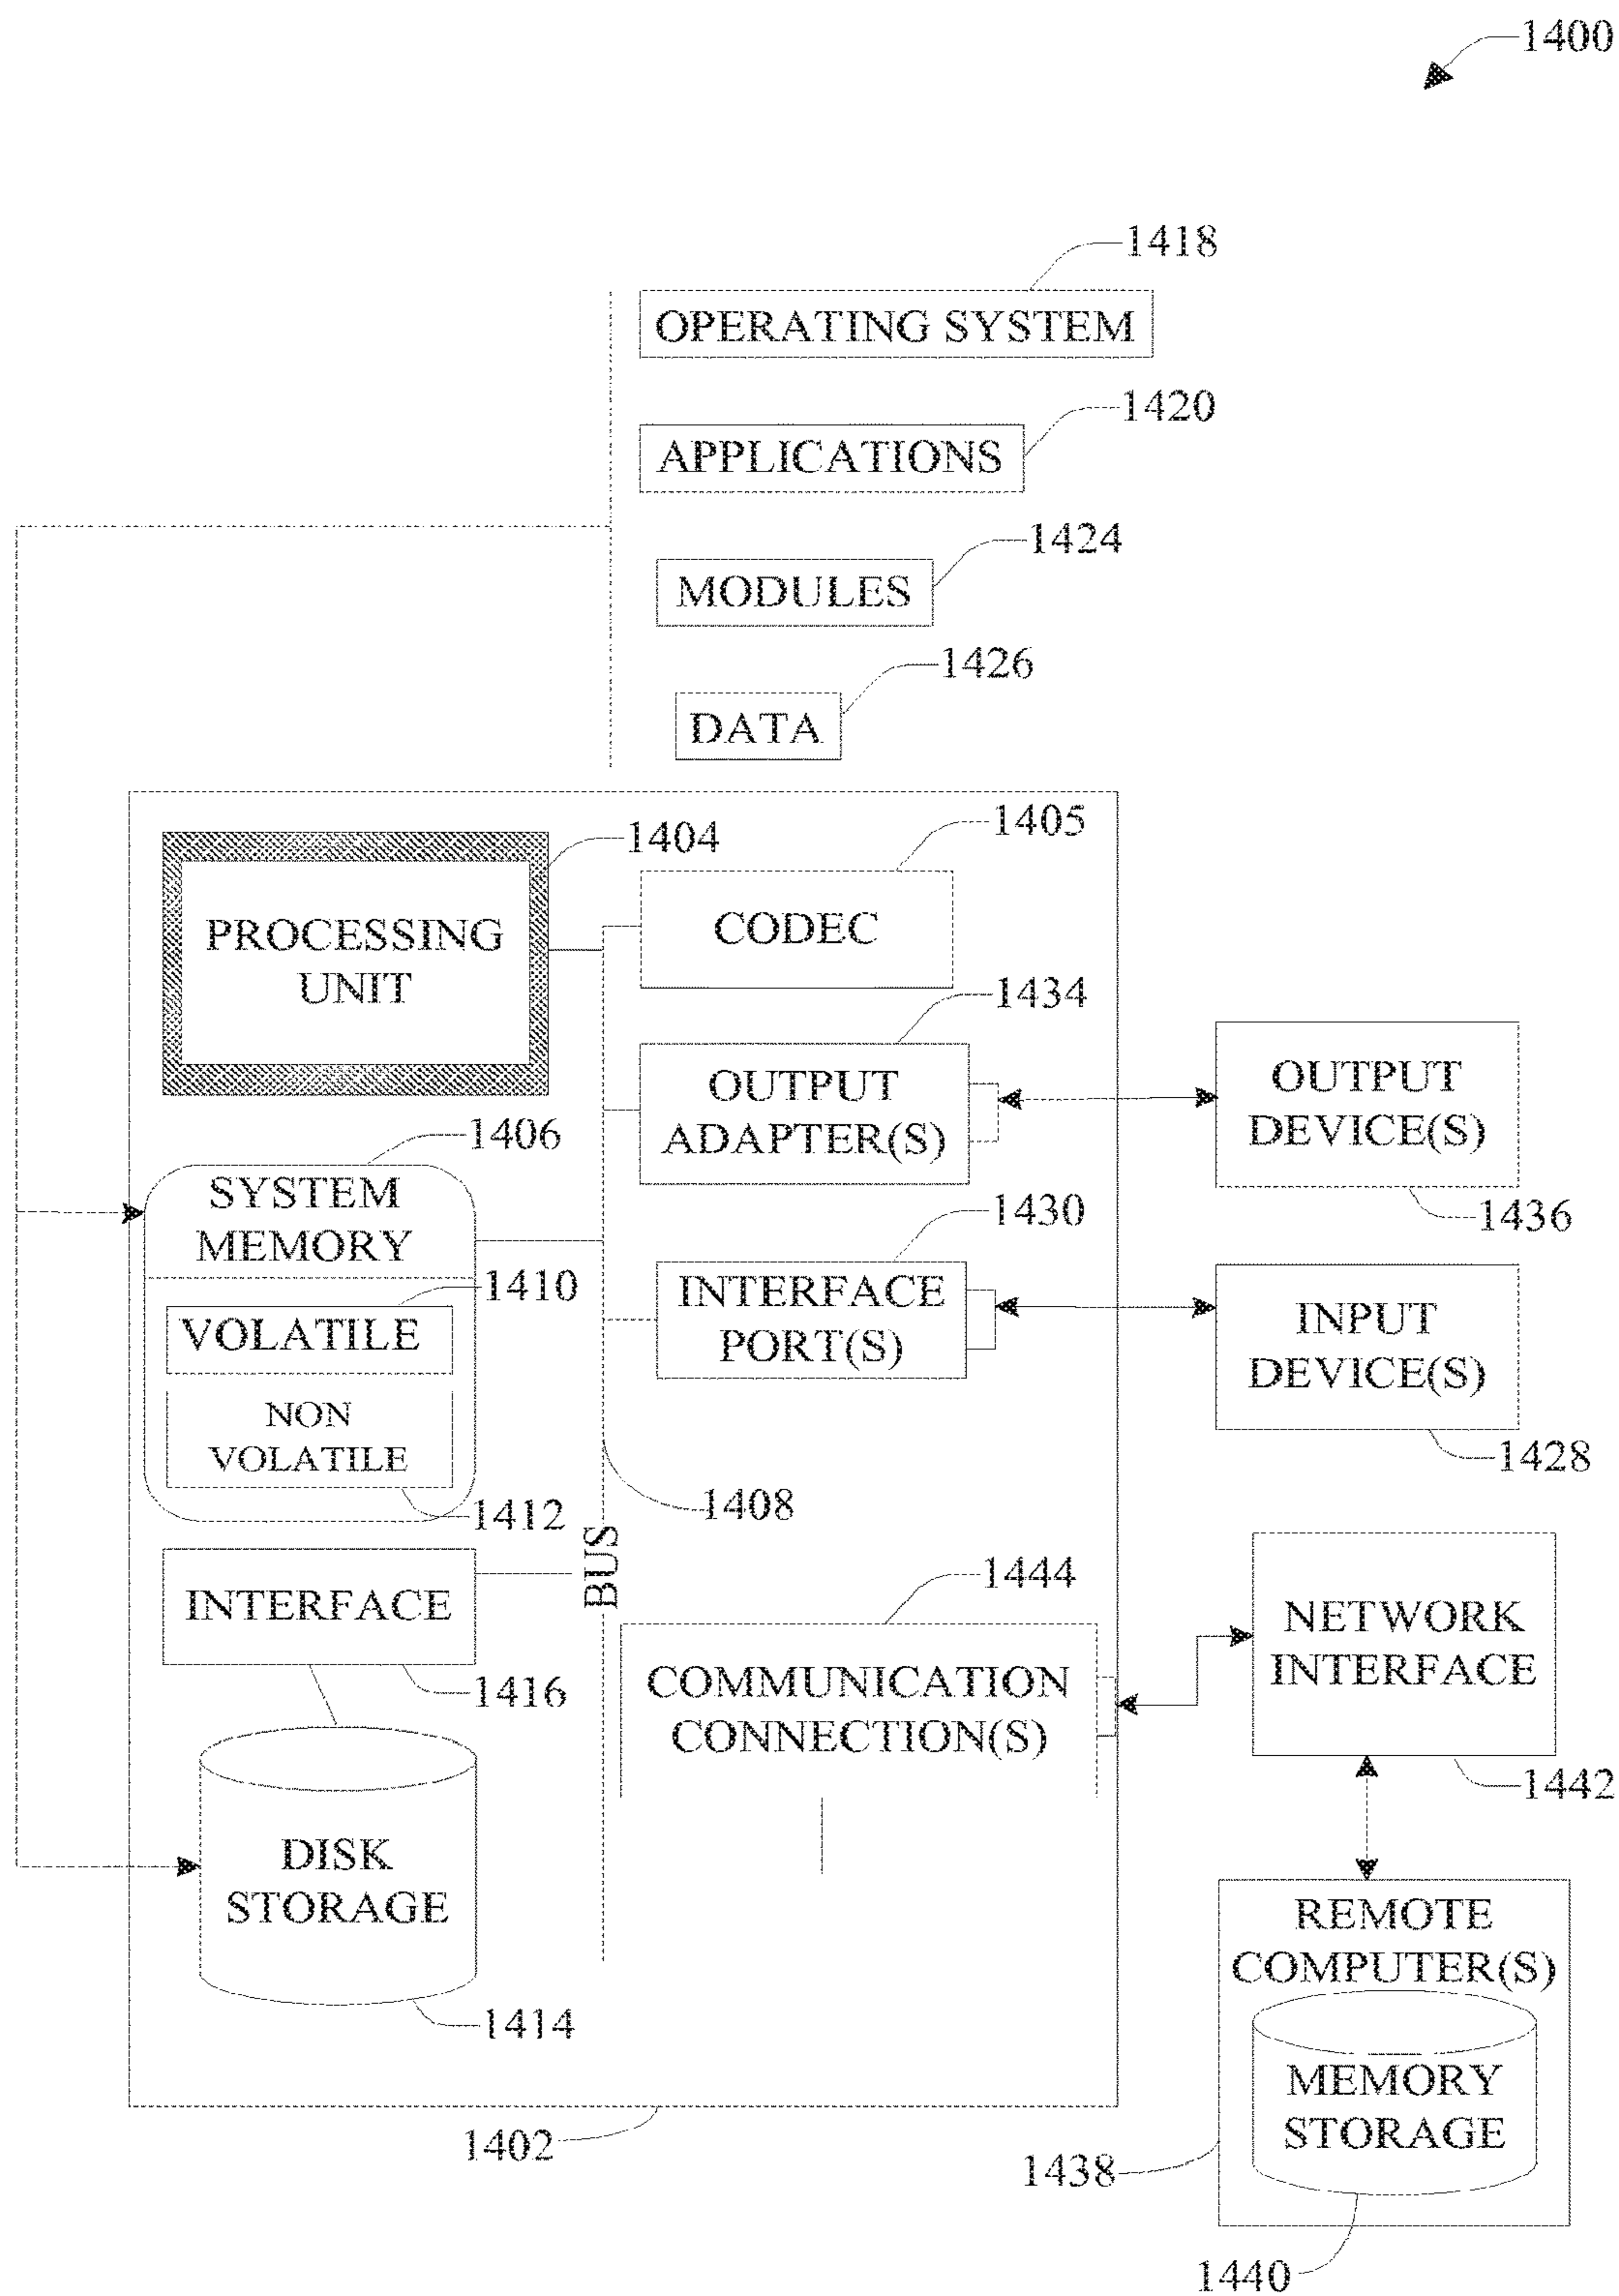 1400
1418
OPERATING SYSTEM
1420
APPLICATIONS
1424
MODULES
1426
DATA
1404
PROCESSING
UNIT
1405
CODEC
1434
OUTPUT
ADAPTER(S)
OUTPUT
DEVICE(S)
1436
1406
SYSTEM
MEMORY
1410
VOLATILE
NON
VOLATILE
1412
1430
INTERFACE
PORT(S)
INPUT
DEVICE(S)
1428
1408
BUS
INTERFACE
1416
1444
COMMUNICATION
CONNECTION(S)
NETWORK
INTERFACE
1442
DISK
STORAGE
1414
1402
REMOTE
COMPUTER(S)
MEMORY
STORAGE
1438
1440